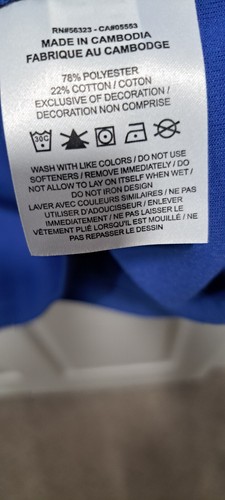 RN#56323 - CA#05553
MADE IN CAMBODIA
FABRIQUE AU CAMBODGE
78% POLYESTER
22% COTTON / COTON
EXCLUSIVE OF DECORATION /
DECORATION NON COMPRISE
30C
WASH WITH LIKE COLORS / DO NOT USE
SOFTENERS / REMOVE IMMEDIATELY / DO
NOT ALLOW TO LAY ON ITSELF WHEN WET /
DO NOT IRON DESIGN
LAVER AVEC COULEURS SIMILAIRES / NE PAS
UTILISER D'ADOUCISSEUR / ENLEVER
IMMEDIATEMENT / NE PAS LAISSER LE
VÊTEMENT PLIÉ LORSQU'IL EST MOUILLÉ / NE
PAS REPASSER LE DESSIN